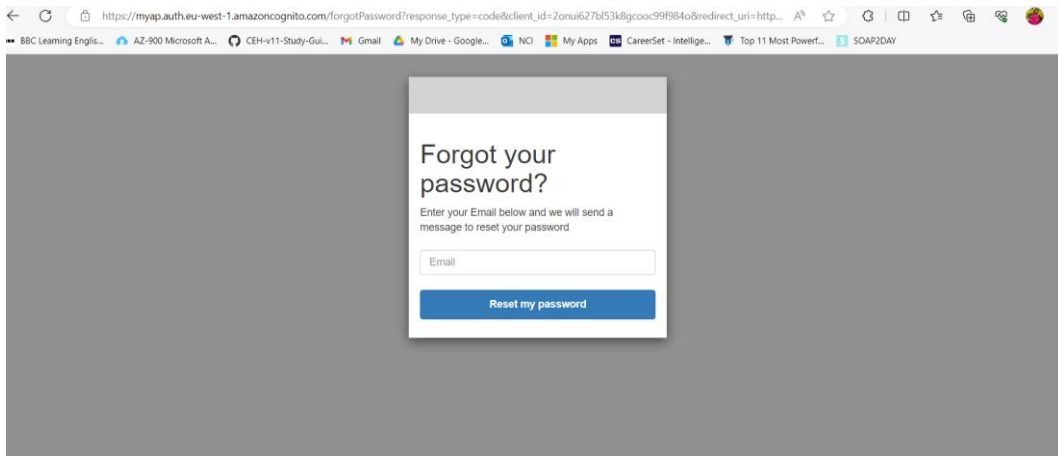 https://myap.auth.eu-west-1.amazoncognito.com/forgotPassword?response_type=code&client_id=2onui627bl53k8gcooc99f984o&redirect_uri=http...
BBC Learning Englis... AZ-900 Microsoft A... CEH-v11-Study-Gui... Gmail My Drive - Google... NCI My Apps CS CareerSet - Intellige... Top 11 Most Powerf... S SOAP2DAY
Forgot your
password?
Enter your Email below and we will send a
message to reset your password
Email
Reset my password